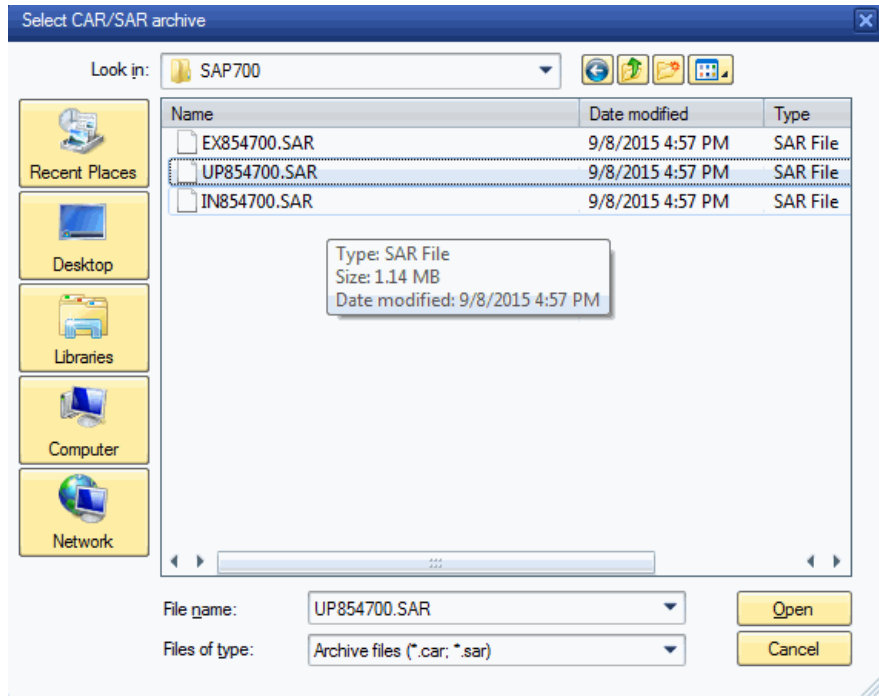 Select CAR/SAR archive
Look in: SAP700
Name Date modified Type
EX854700.SAR 9/8/2015 4:57 PM SAR File
UP854700.SAR 9/8/2015 4:57 PM SAR File
IN854700.SAR 9/8/2015 4:57 PM SAR File
Type: SAR File
Size: 1.14 MB
Date modified: 9/8/2015 4:57 PM
Recent Places
Desktop
Libraries
Computer
Network
File name: UP854700.SAR Open
Files of type: Archive files (*.car; *.sar) Cancel